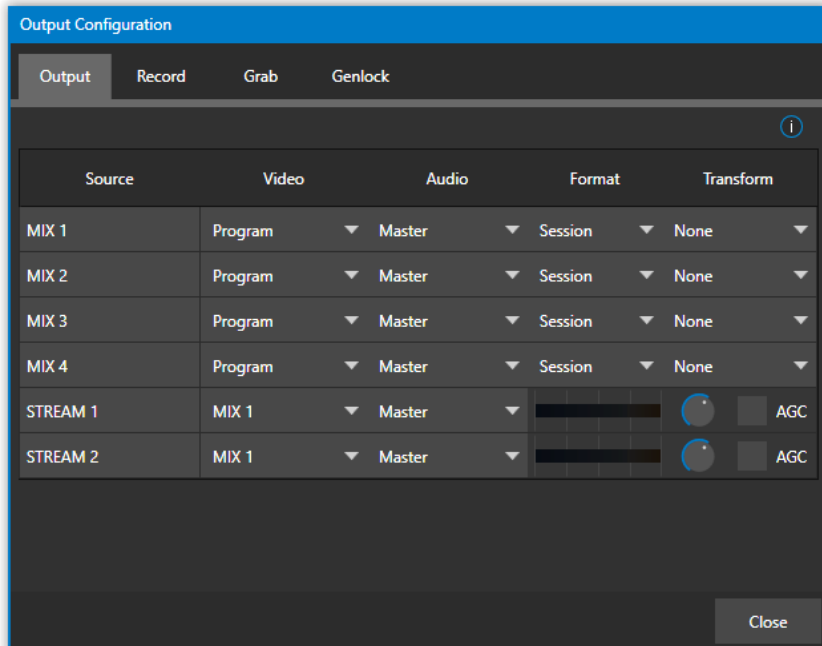 Output Configuration
Output Record Grab Genlock
i
Source Video Audio Format Transform
MIX 1 Program Master Session None
MIX 2 Program Master Session None
MIX 3 Program Master Session None
MIX 4 Program Master Session None
STREAM 1 MIX 1 Master AGC
STREAM 2 MIX 1 Master AGC
Close